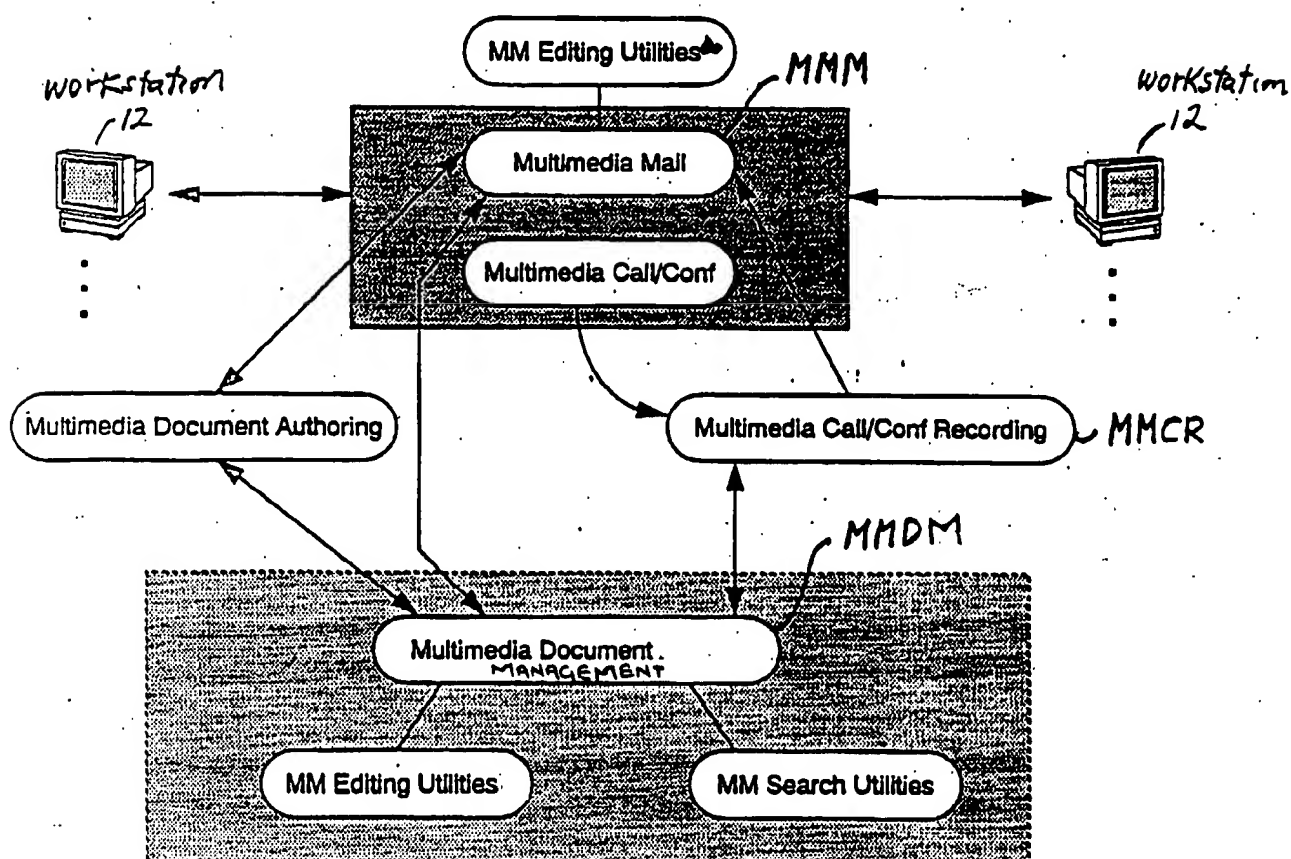 MM Editing Utilities
MMM
workstation
12
workstation
12
Multimedia Mail
Multimedia Call/Conf
Multimedia Document Authoring
Multimedia Call/Conf Recording
MMCR
MMDM
Multimedia Document
MANAGEMENT
MM Editing Utilities
MM Search Utilities